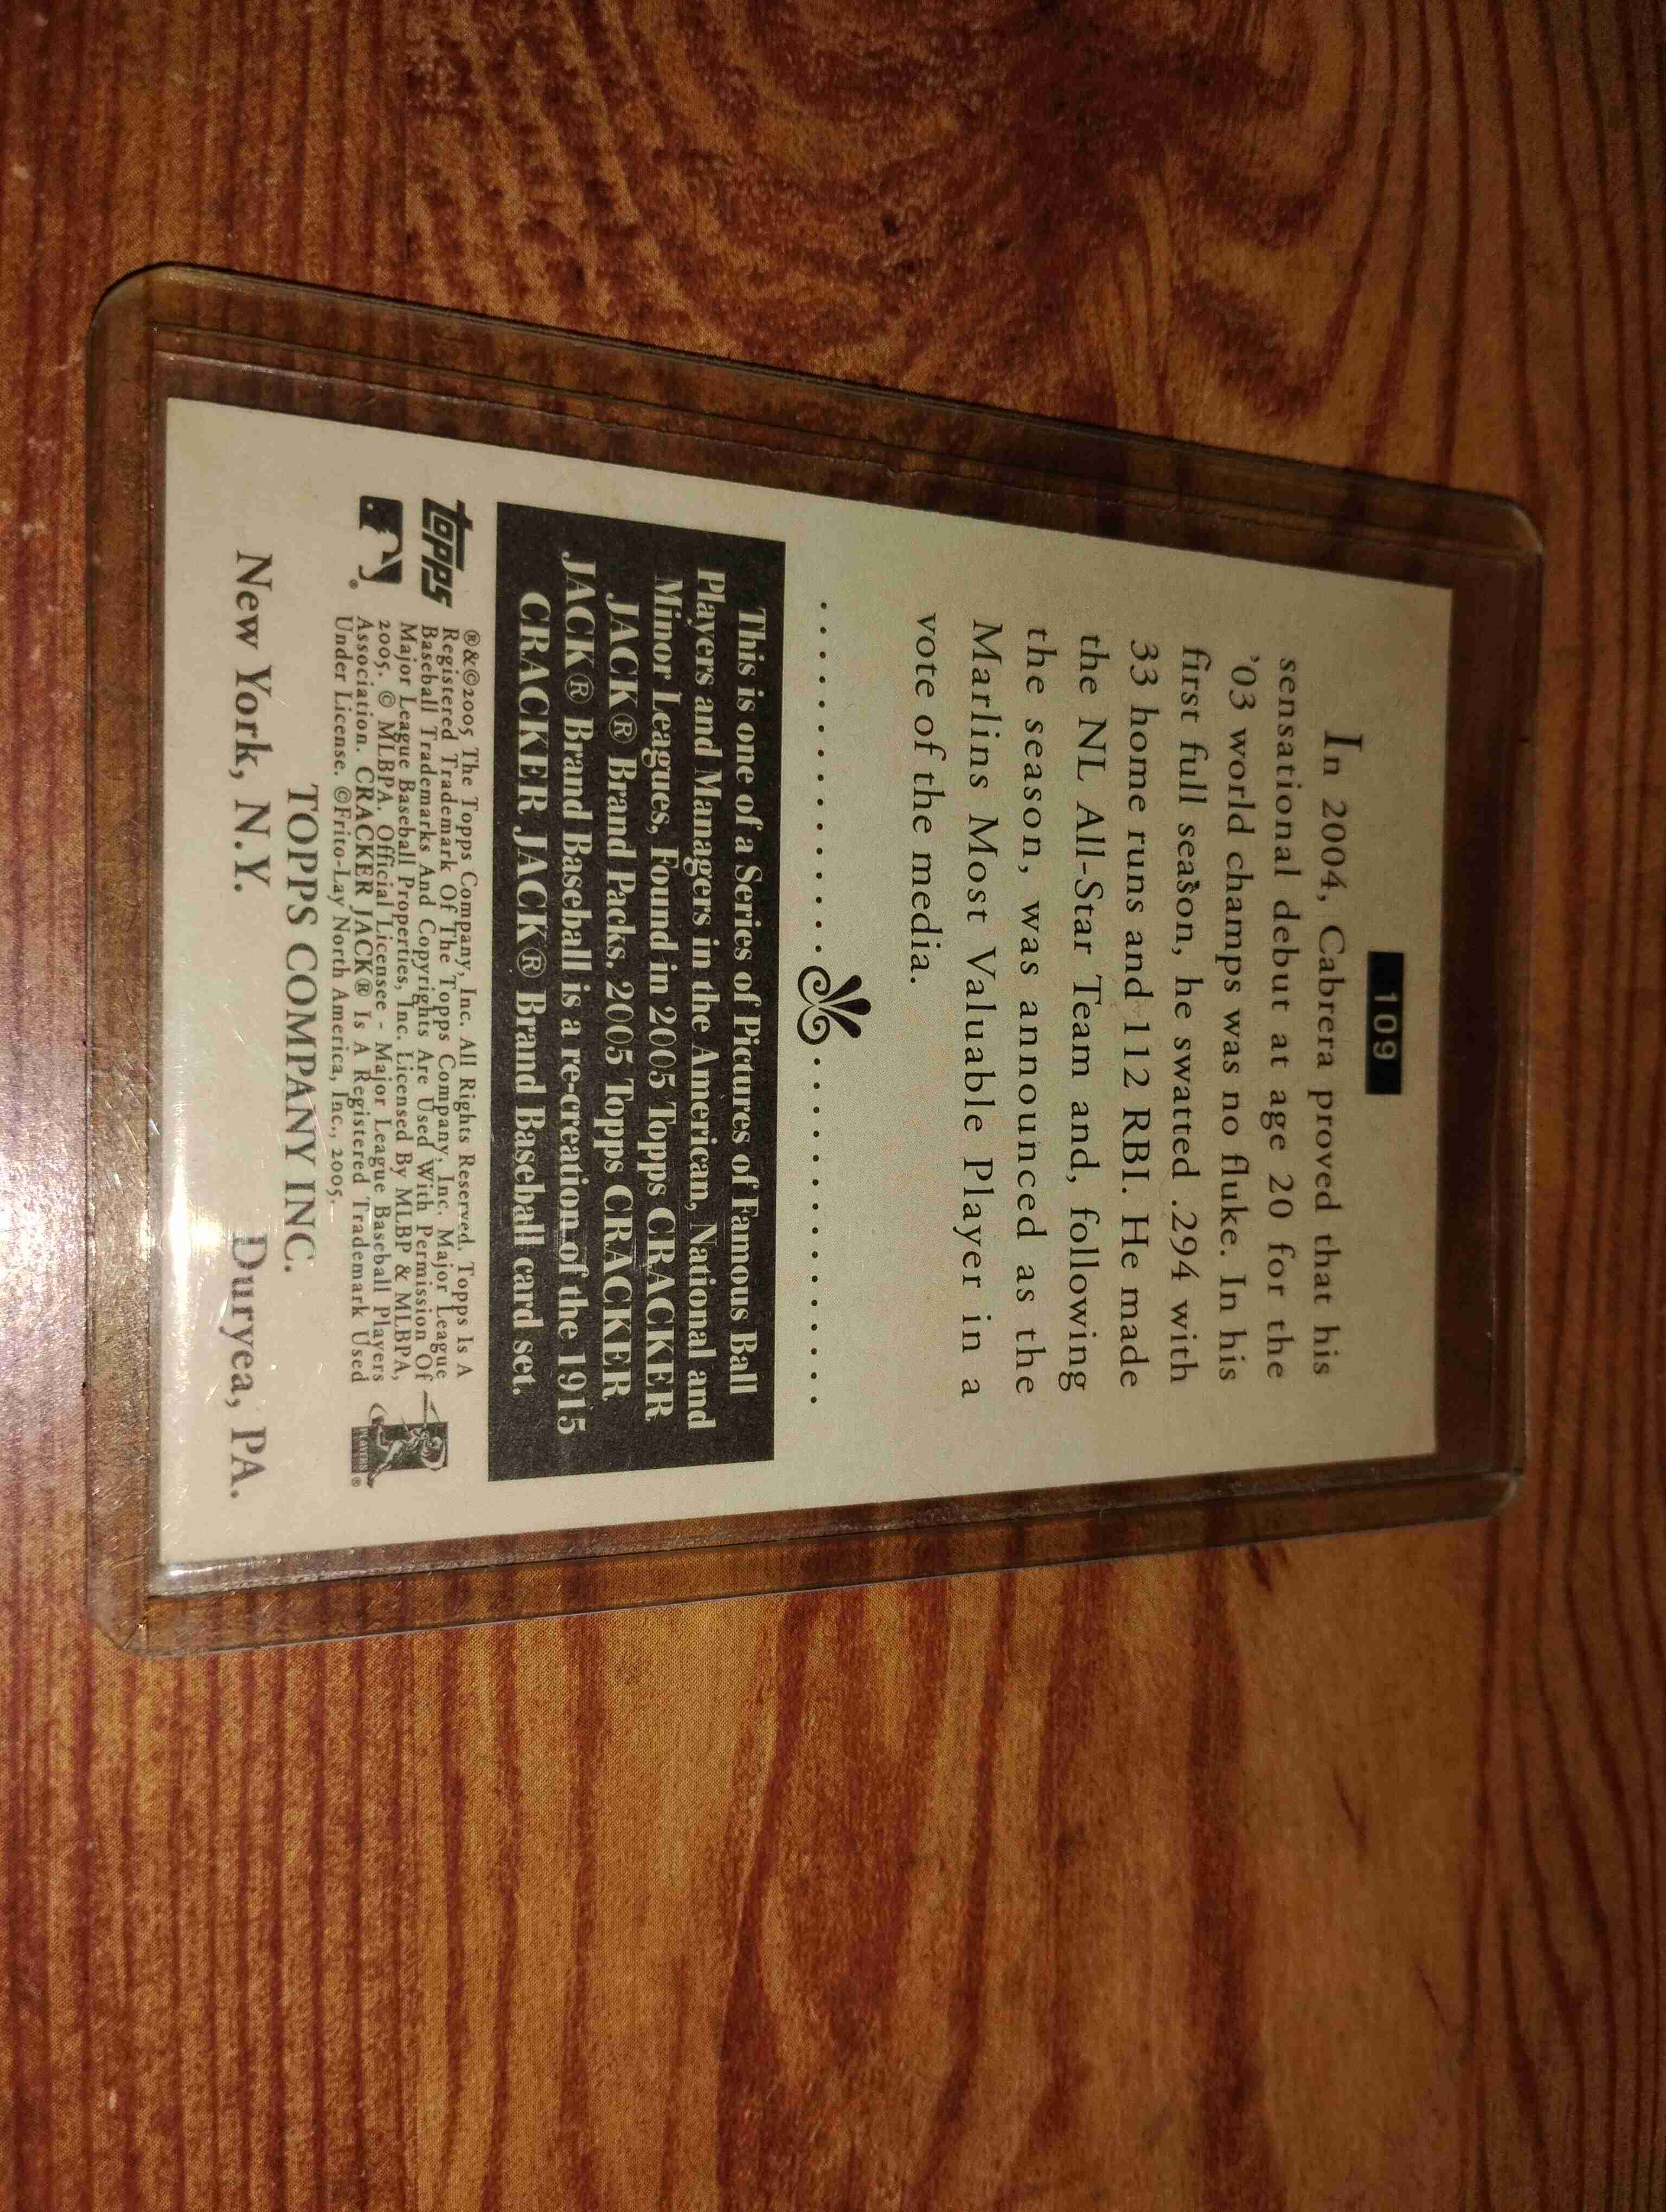 109
In 2004, Cabrera proved that his
sensational debut at age 20 for the
'03 world champs was no fluke. In his
first full season, he swatted .294 with
33 home runs and 112 RBI. He made
the NL All-Star Team and, following
the season, was announced as the
Marlins Most Valuable Player in a
vote of the media.
This is one of a Series of Pictures of Famous Ball
Players and Managers in the American, National and
Minor Leagues, Found in 2005 Topps CRACKER
JACK® Brand Packs. 2005 Topps CRACKER
JACK® Brand Baseball is a re-creation of the 1915
CRACKER JACK® Brand Baseball card set.
topps
®&©2005 The Topps Company, Inc. All Rights Reserved. Topps Is A
Registered Trademark Of The Topps Company, Inc. Major League
Baseball Trademarks And Copyrights Are Used With Permission Of
Major League Baseball Properties, Inc. Licensed By MLBP & MLBPA,
2005. © MLBPA. Official Licensee - Major League Baseball Players
Association. CRACKER JACK® Is A Registered Trademark Used
Under License. ©Frito-Lay North America, Inc., 2005.
PLAYERS®
TOPPS COMPANY INC.
New York, N.Y. Duryea, PA.